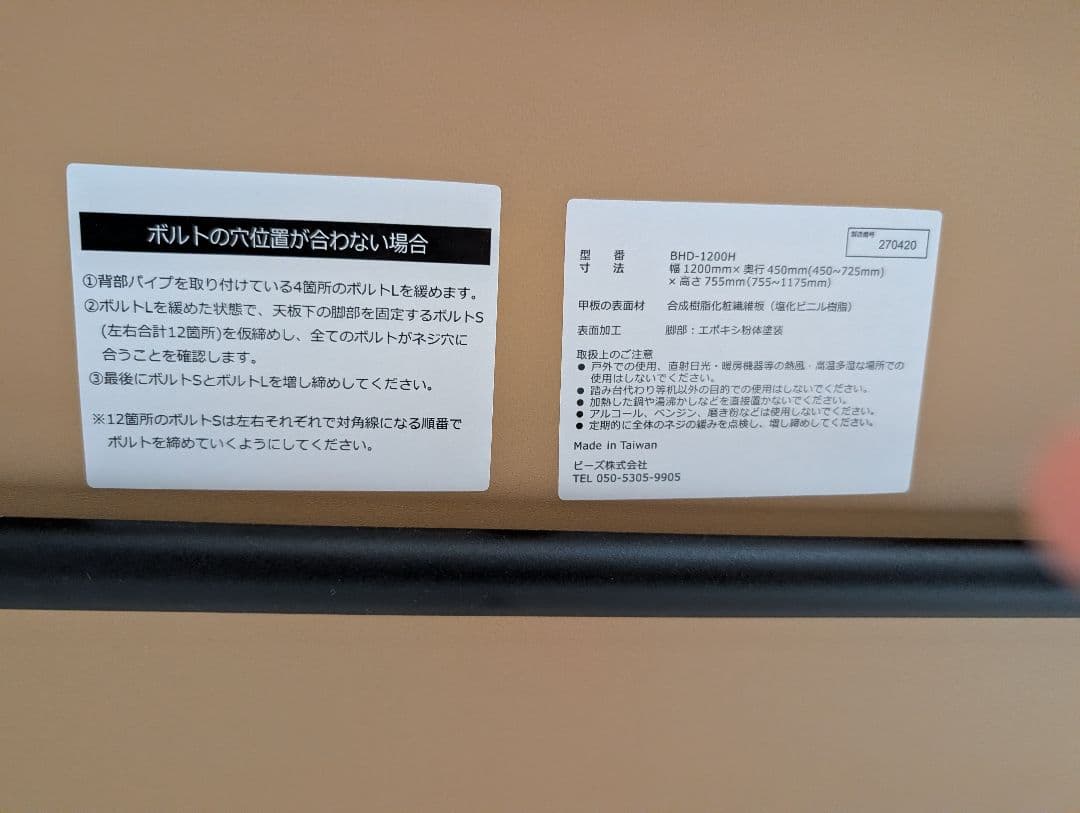 ボルトの穴位置が合わない場合
①背部パイプを取り付けている4箇所のボルトLを緩めます。
②ボルトLを緩めた状態で、天板下の脚部を固定するボルトS
(左右合計12箇所)を仮締めし、全てのボルトがネジ穴に
合うことを確認します。
③最後にボルトSとボルトLを増し締めしてください。
※12箇所のボルトSは左右それぞれで対角線になる順番で
ボルトを締めていくようにしてください。
製造番号
270420
型 番 BHD-1200H
寸 法 幅 1200mm× 奥行 450mm(450~725mm)
× 高さ 755mm(755~1175mm)
甲板の表面材 合成樹脂化粧繊維板（塩化ビニル樹脂）
表面加工 脚部：エポキシ粉体塗装
取扱上のご注意
● 戸外での使用、直射日光・暖房機器等の熱風・高温多湿な場所での
使用はしないでください。
● 踏み台代わり等机以外の目的での使用はしないでください。
● 加熱した鍋や湯沸かしなどを直接置かないでください。
● アルコール、ベンジン、磨き粉などは使用しないでください。
● 定期的に全体のネジの緩みを点検し、増し締めしてください。
Made in Taiwan
ビーズ株式会社
TEL 050-5305-9905